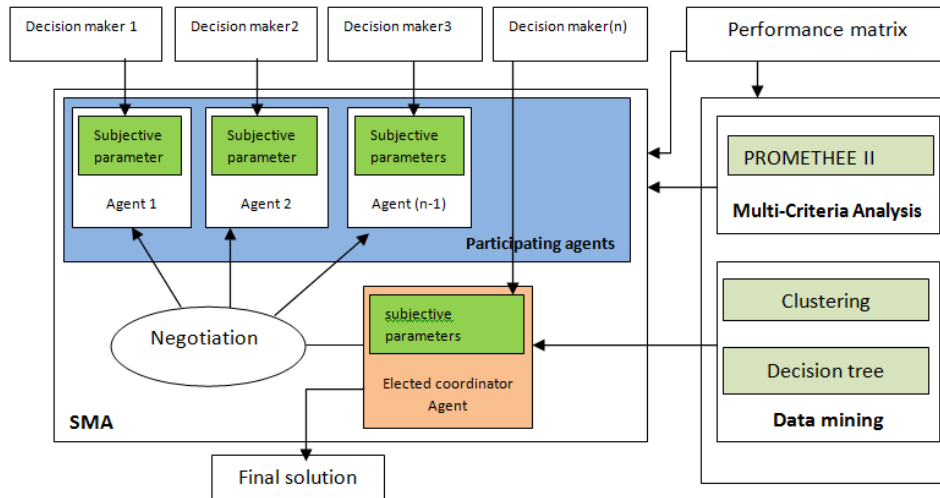 Decision maker 1
Decision maker2
Decision maker3
Decision maker(n)
Performance matrix
Subjective
parameter
Agent 1
Subjective
parameter
Agent 2
Subjective
parameters
Agent (n-1)
Participating agents
PROMETHEE II
Multi-Criteria Analysis
Negotiation
subjective
parameters
Elected coordinator
Agent
Clustering
Decision tree
Data mining
SMA
Final solution